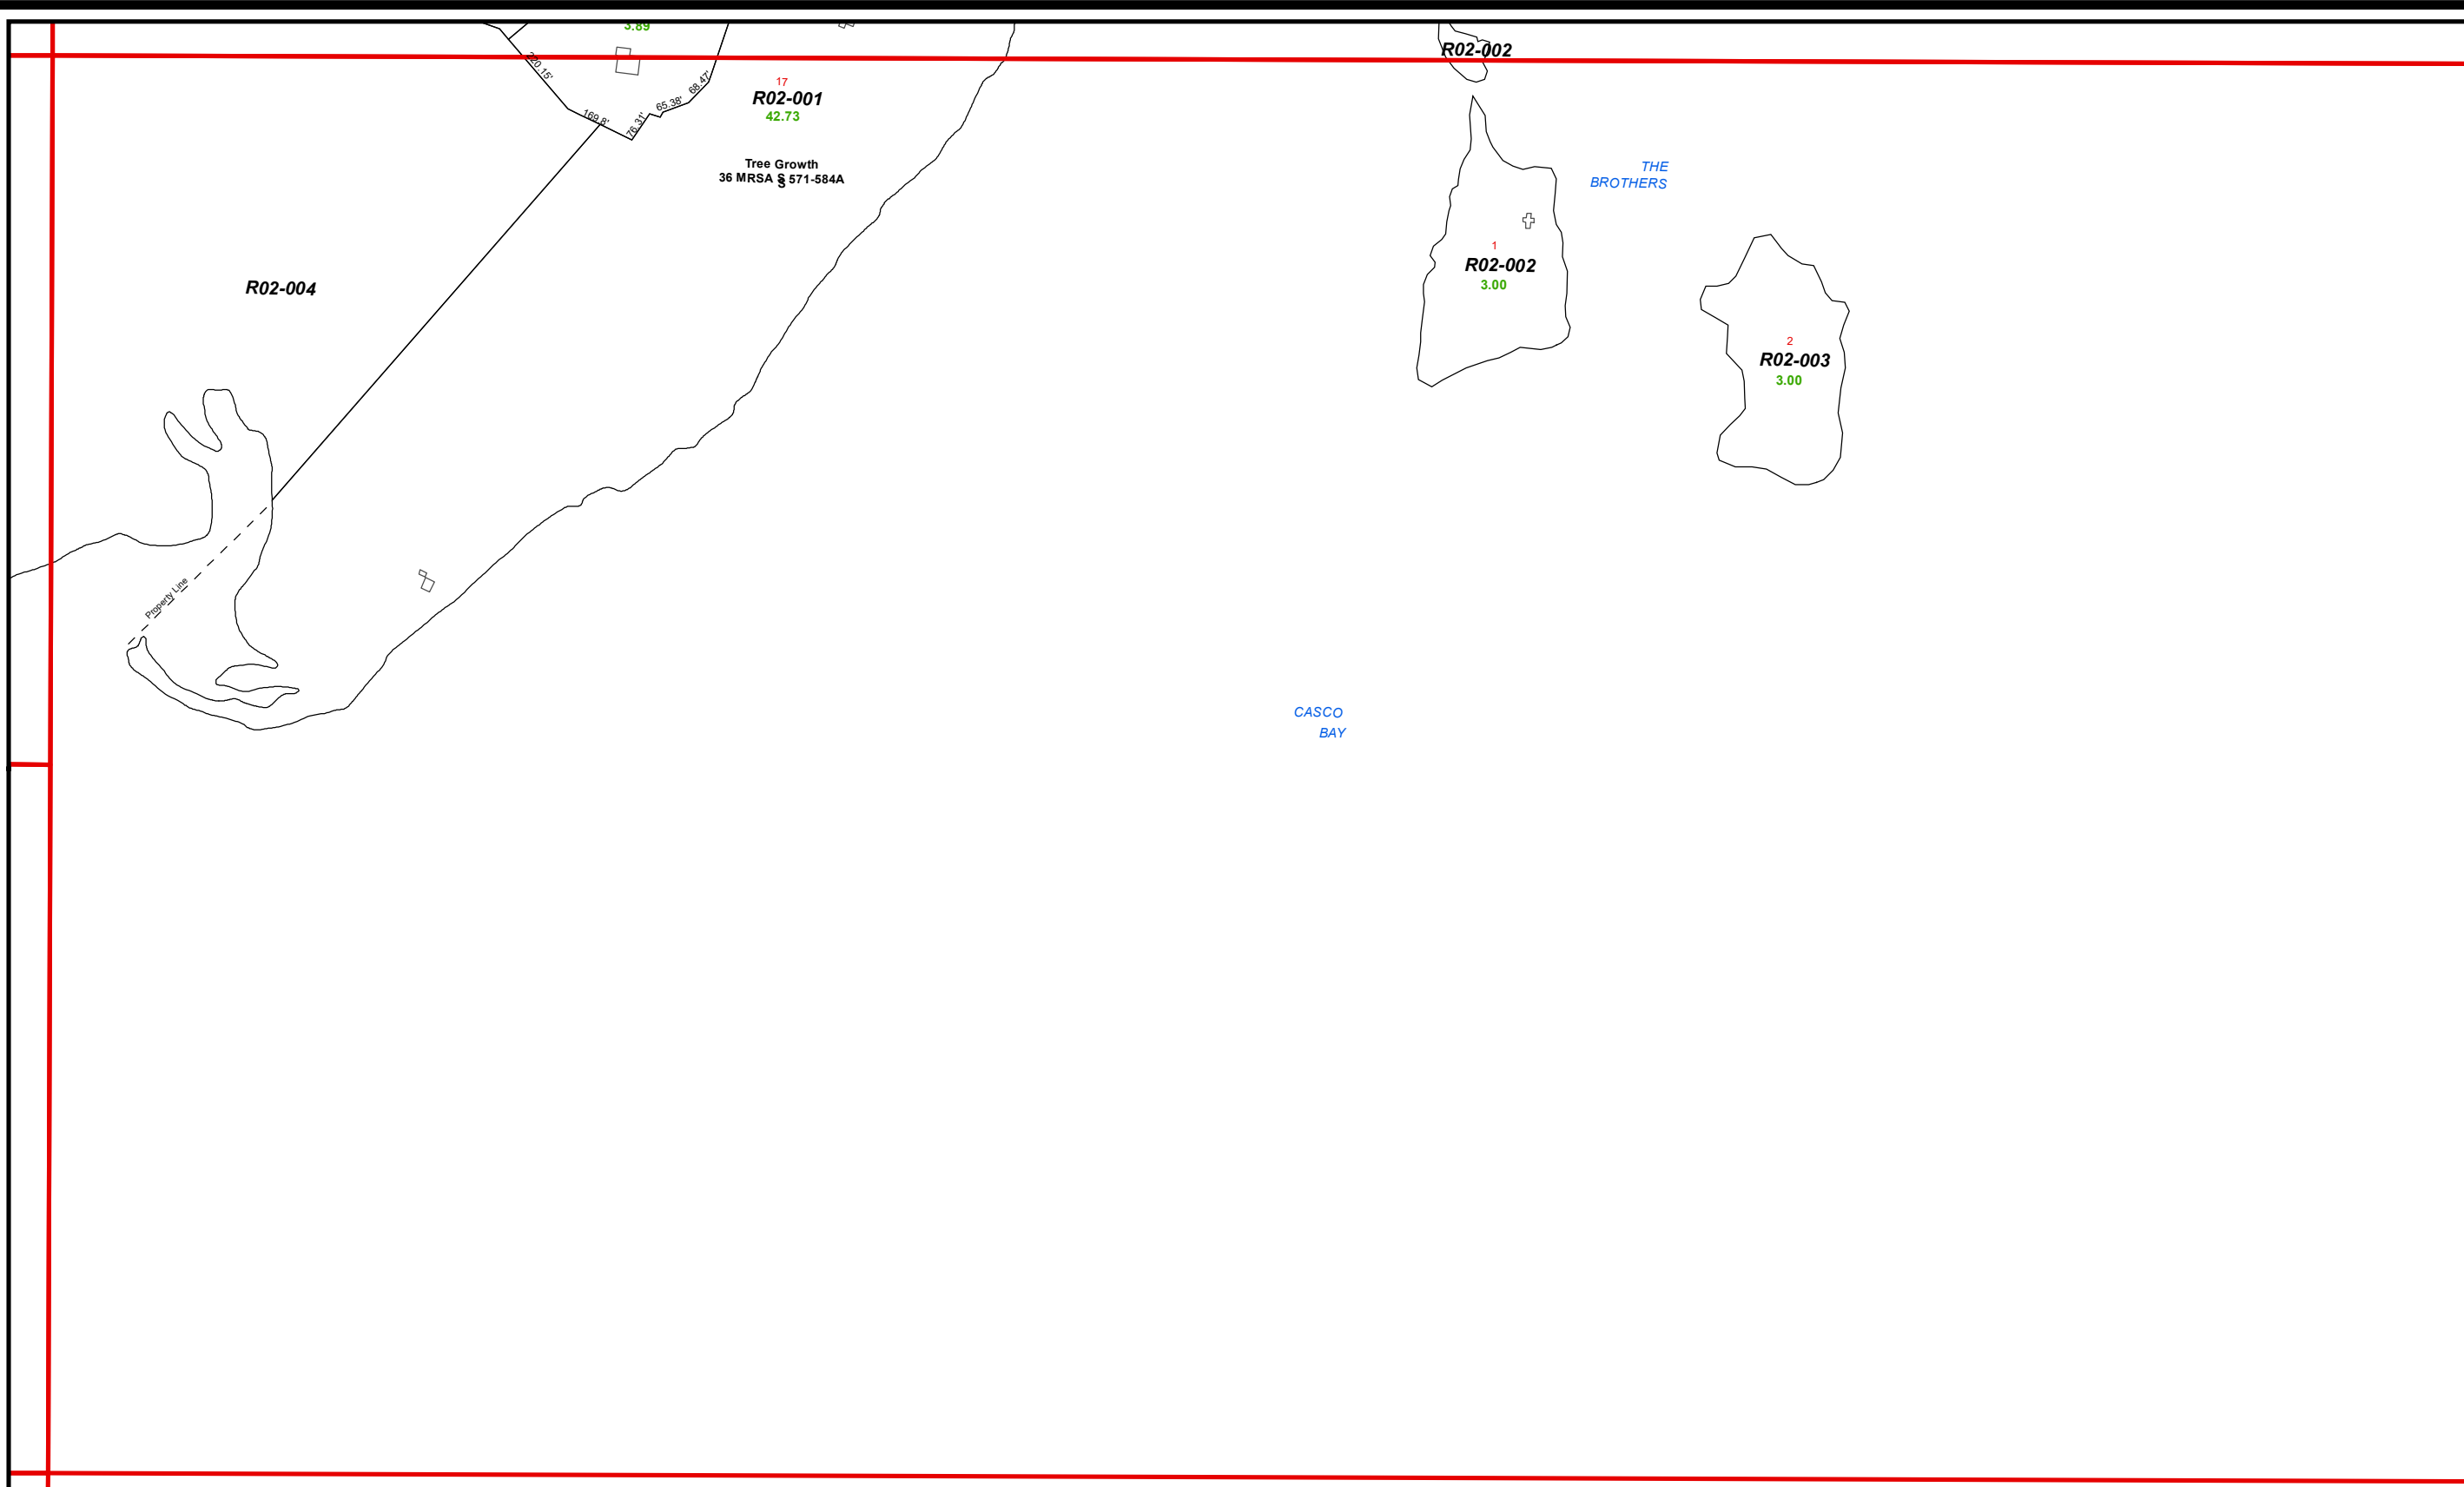 3.89
R02-002
220.15'
169.8'
76.31'
65.38'
68.47'
17
R02-001
42.73
Tree Growth
36 MRSA § 571-584A
THE
BROTHERS
1
R02-002
3.00
R02-004
2
R02-003
3.00
Property Line
CASCO
BAY